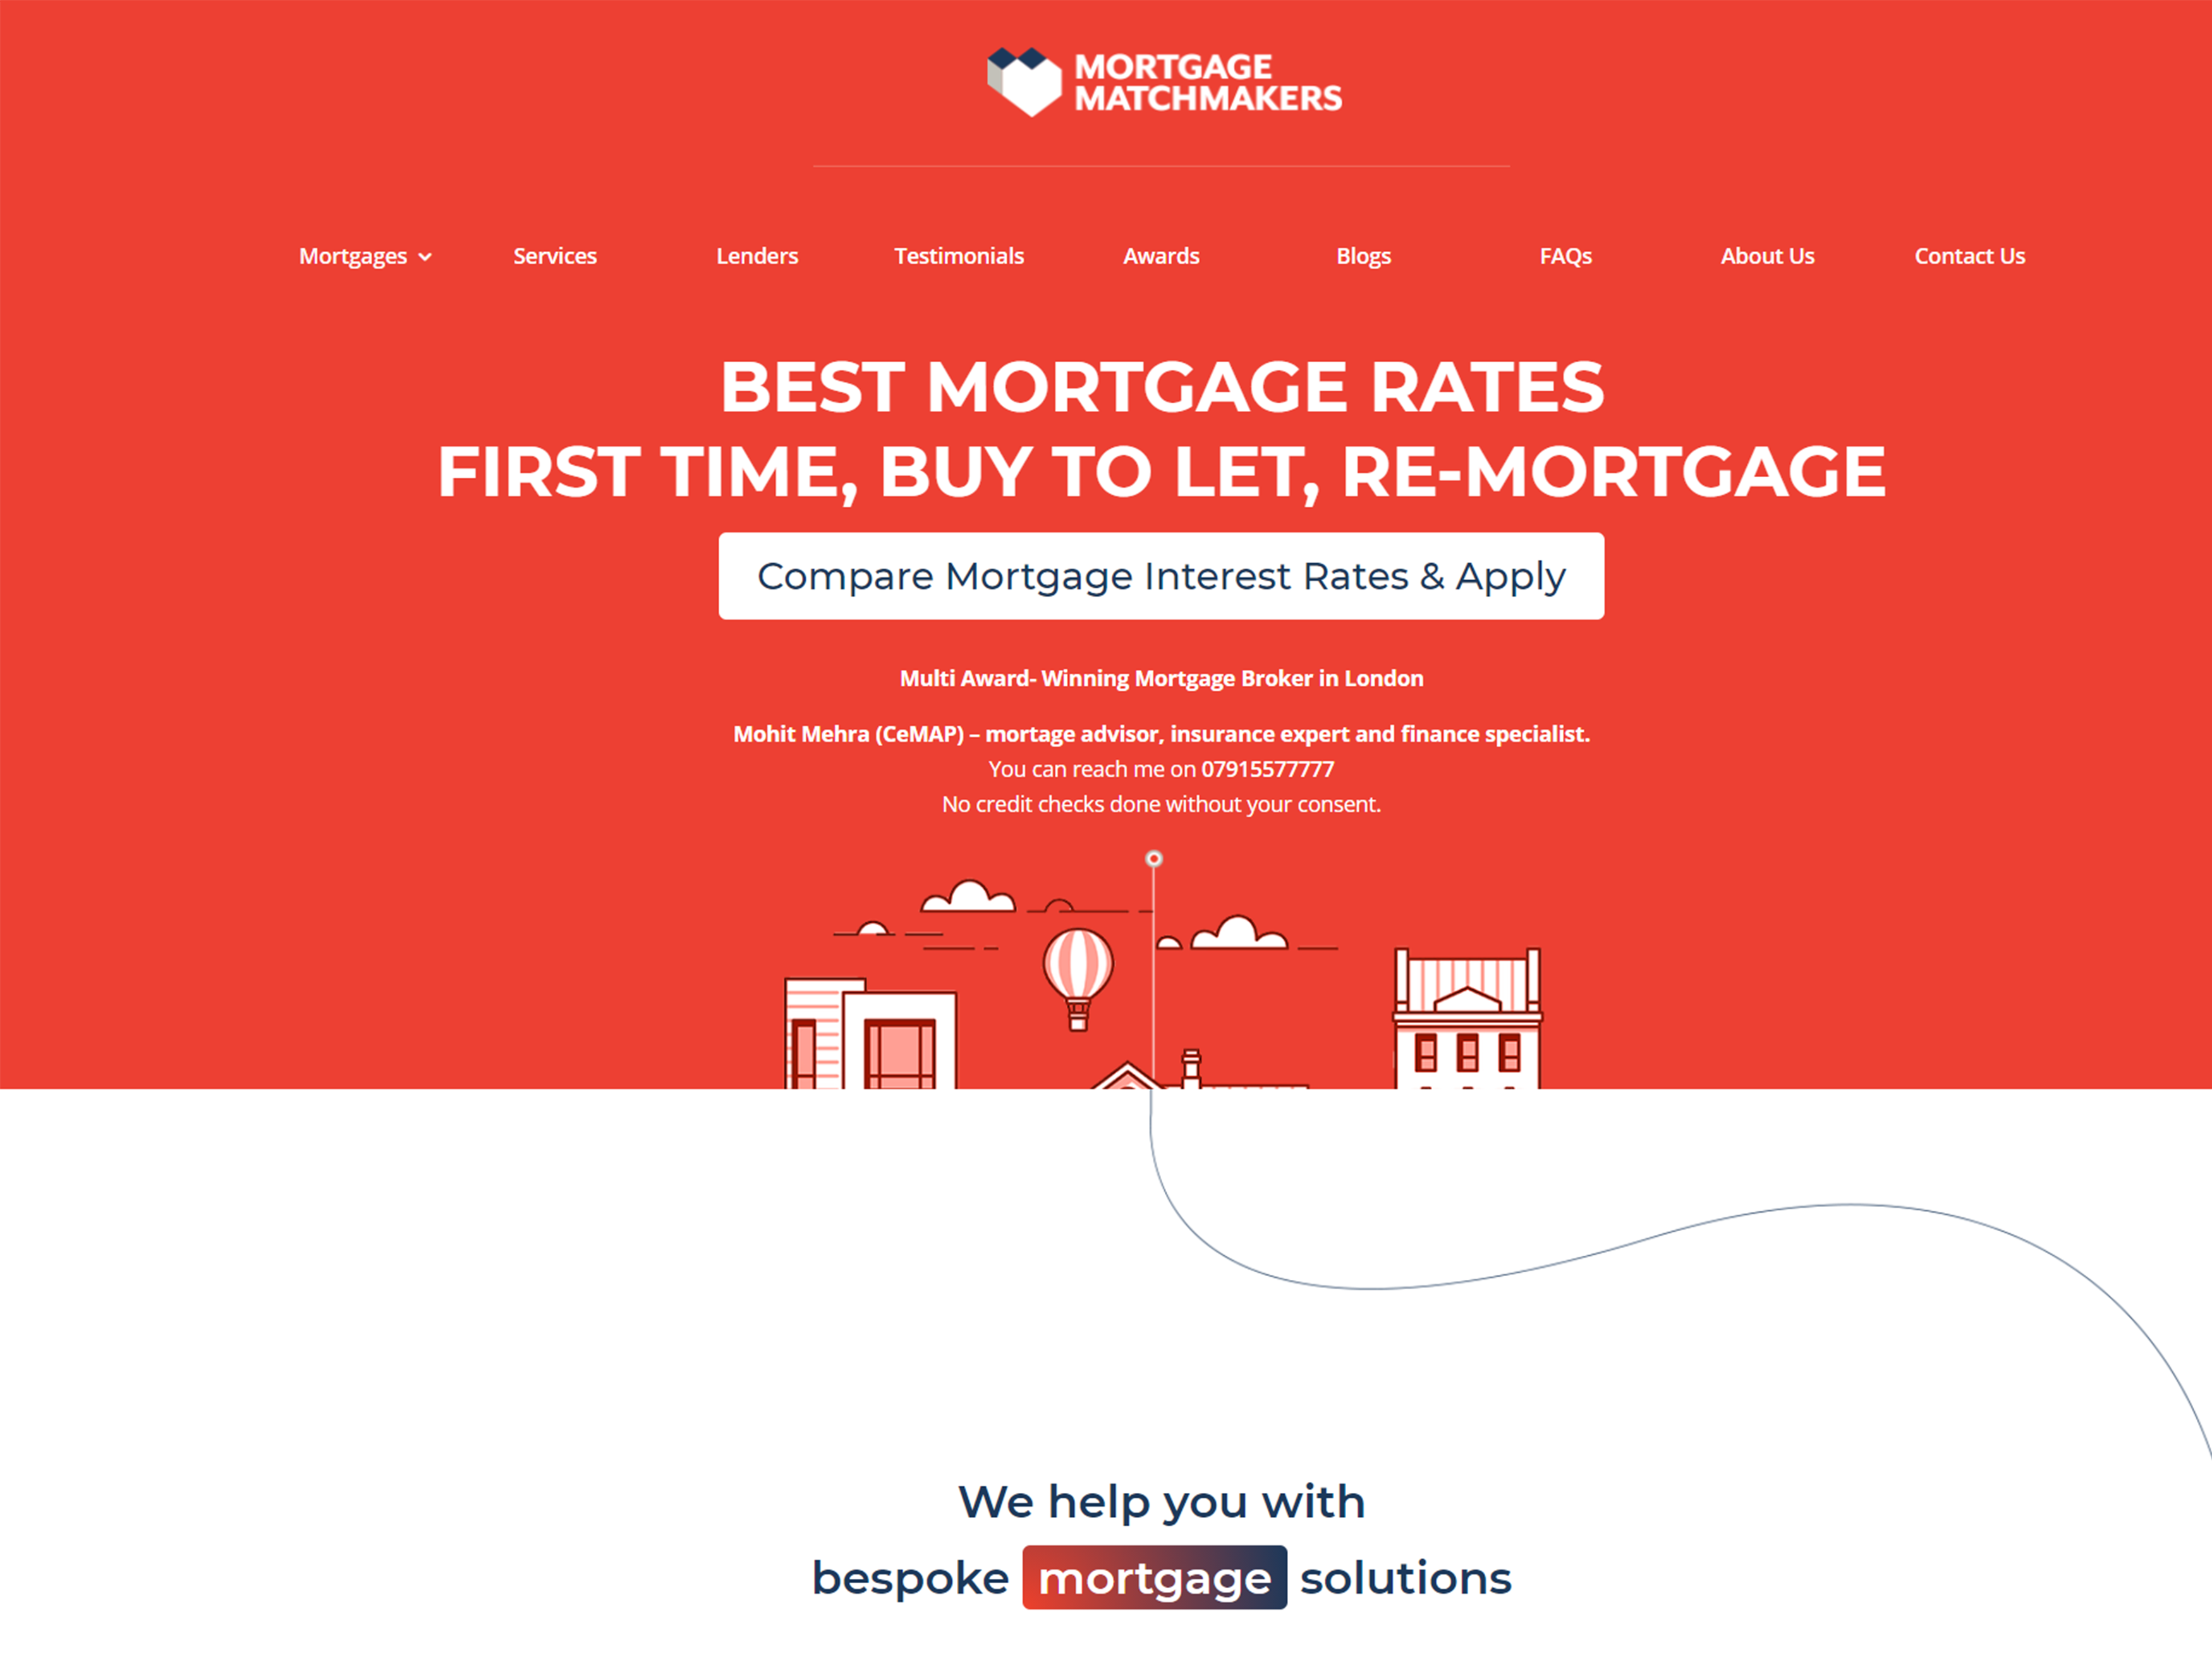 MORTGAGE
MATCHMAKERS
Mortgages
Services
Lenders
Testimonials
Awards
Blogs
FAQs
About Us
Contact Us
BEST MORTGAGE RATES
FIRST TIME, BUY TO LET, RE-MORTGAGE
Compare Mortgage Interest Rates & Apply
Multi Award- Winning Mortgage Broker in London
Mohit Mehra (CeMAP) – mortage advisor, insurance expert and finance specialist.
You can reach me on 07915577777
No credit checks done without your consent.
We help you with
bespoke mortgage solutions